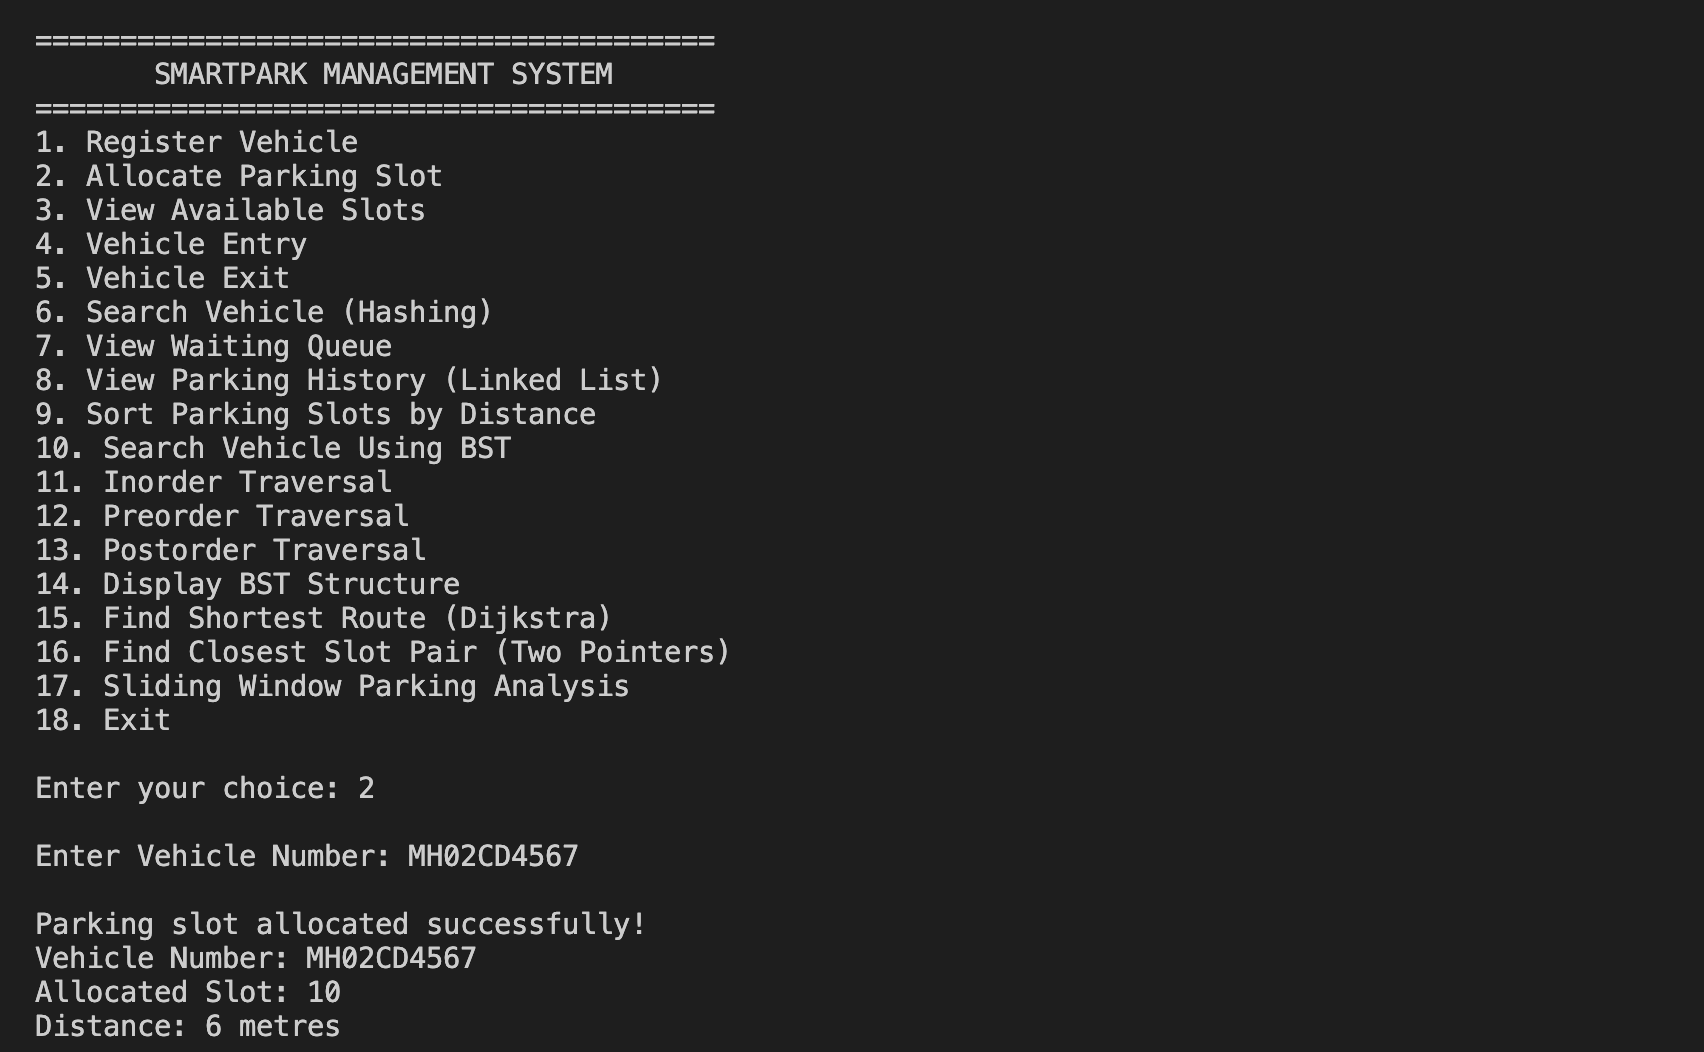 ========================================
SMARTPARK MANAGEMENT SYSTEM
========================================
1. Register Vehicle
2. Allocate Parking Slot
3. View Available Slots
4. Vehicle Entry
5. Vehicle Exit
6. Search Vehicle (Hashing)
7. View Waiting Queue
8. View Parking History (Linked List)
9. Sort Parking Slots by Distance
10. Search Vehicle Using BST
11. Inorder Traversal
12. Preorder Traversal
13. Postorder Traversal
14. Display BST Structure
15. Find Shortest Route (Dijkstra)
16. Find Closest Slot Pair (Two Pointers)
17. Sliding Window Parking Analysis
18. Exit
Enter your choice: 2
Enter Vehicle Number: MH02CD4567
Parking slot allocated successfully!
Vehicle Number: MH02CD4567
Allocated Slot: 10
Distance: 6 metres